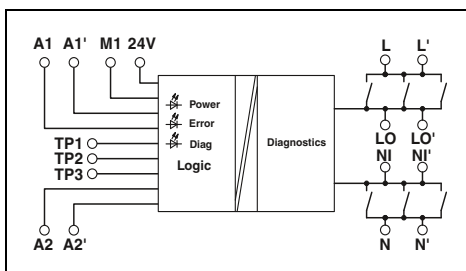 A1 A1' M1 24V
L L'
Power
Error
TP1 Diag
TP2 Logic
TP3
Diagnostics
LO LO'
NI NI'
A2 A2'
N N'